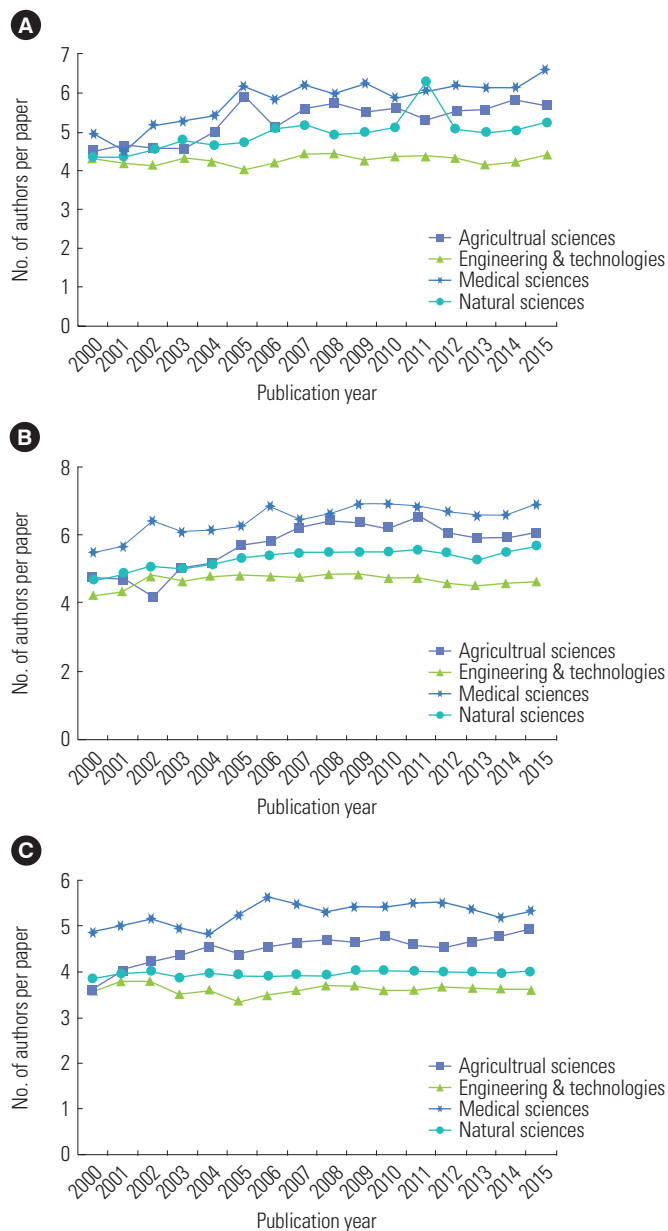 A
7
6
5
4
3
2
1
0
No. of authors per paper
Agricultrual sciences
Engineering & technologies
Medical sciences
Natural sciences
2000 2001 2002 2003 2004 2005 2006 2007 2008 2009 2010 2011 2012 2013 2014 2015
Publication year
B
8
6
4
2
0
No. of authors per paper
Agricultrual sciences
Engineering & technologies
Medical sciences
Natural sciences
2000 2001 2002 2003 2004 2005 2006 2007 2008 2009 2010 2011 2012 2013 2014 2015
Publication year
C
6
5
4
3
2
1
0
No. of authors per paper
Agricultrual sciences
Engineering & technologies
Medical sciences
Natural sciences
2000 2001 2002 2003 2004 2005 2006 2007 2008 2009 2010 2011 2012 2013 2014 2015
Publication year